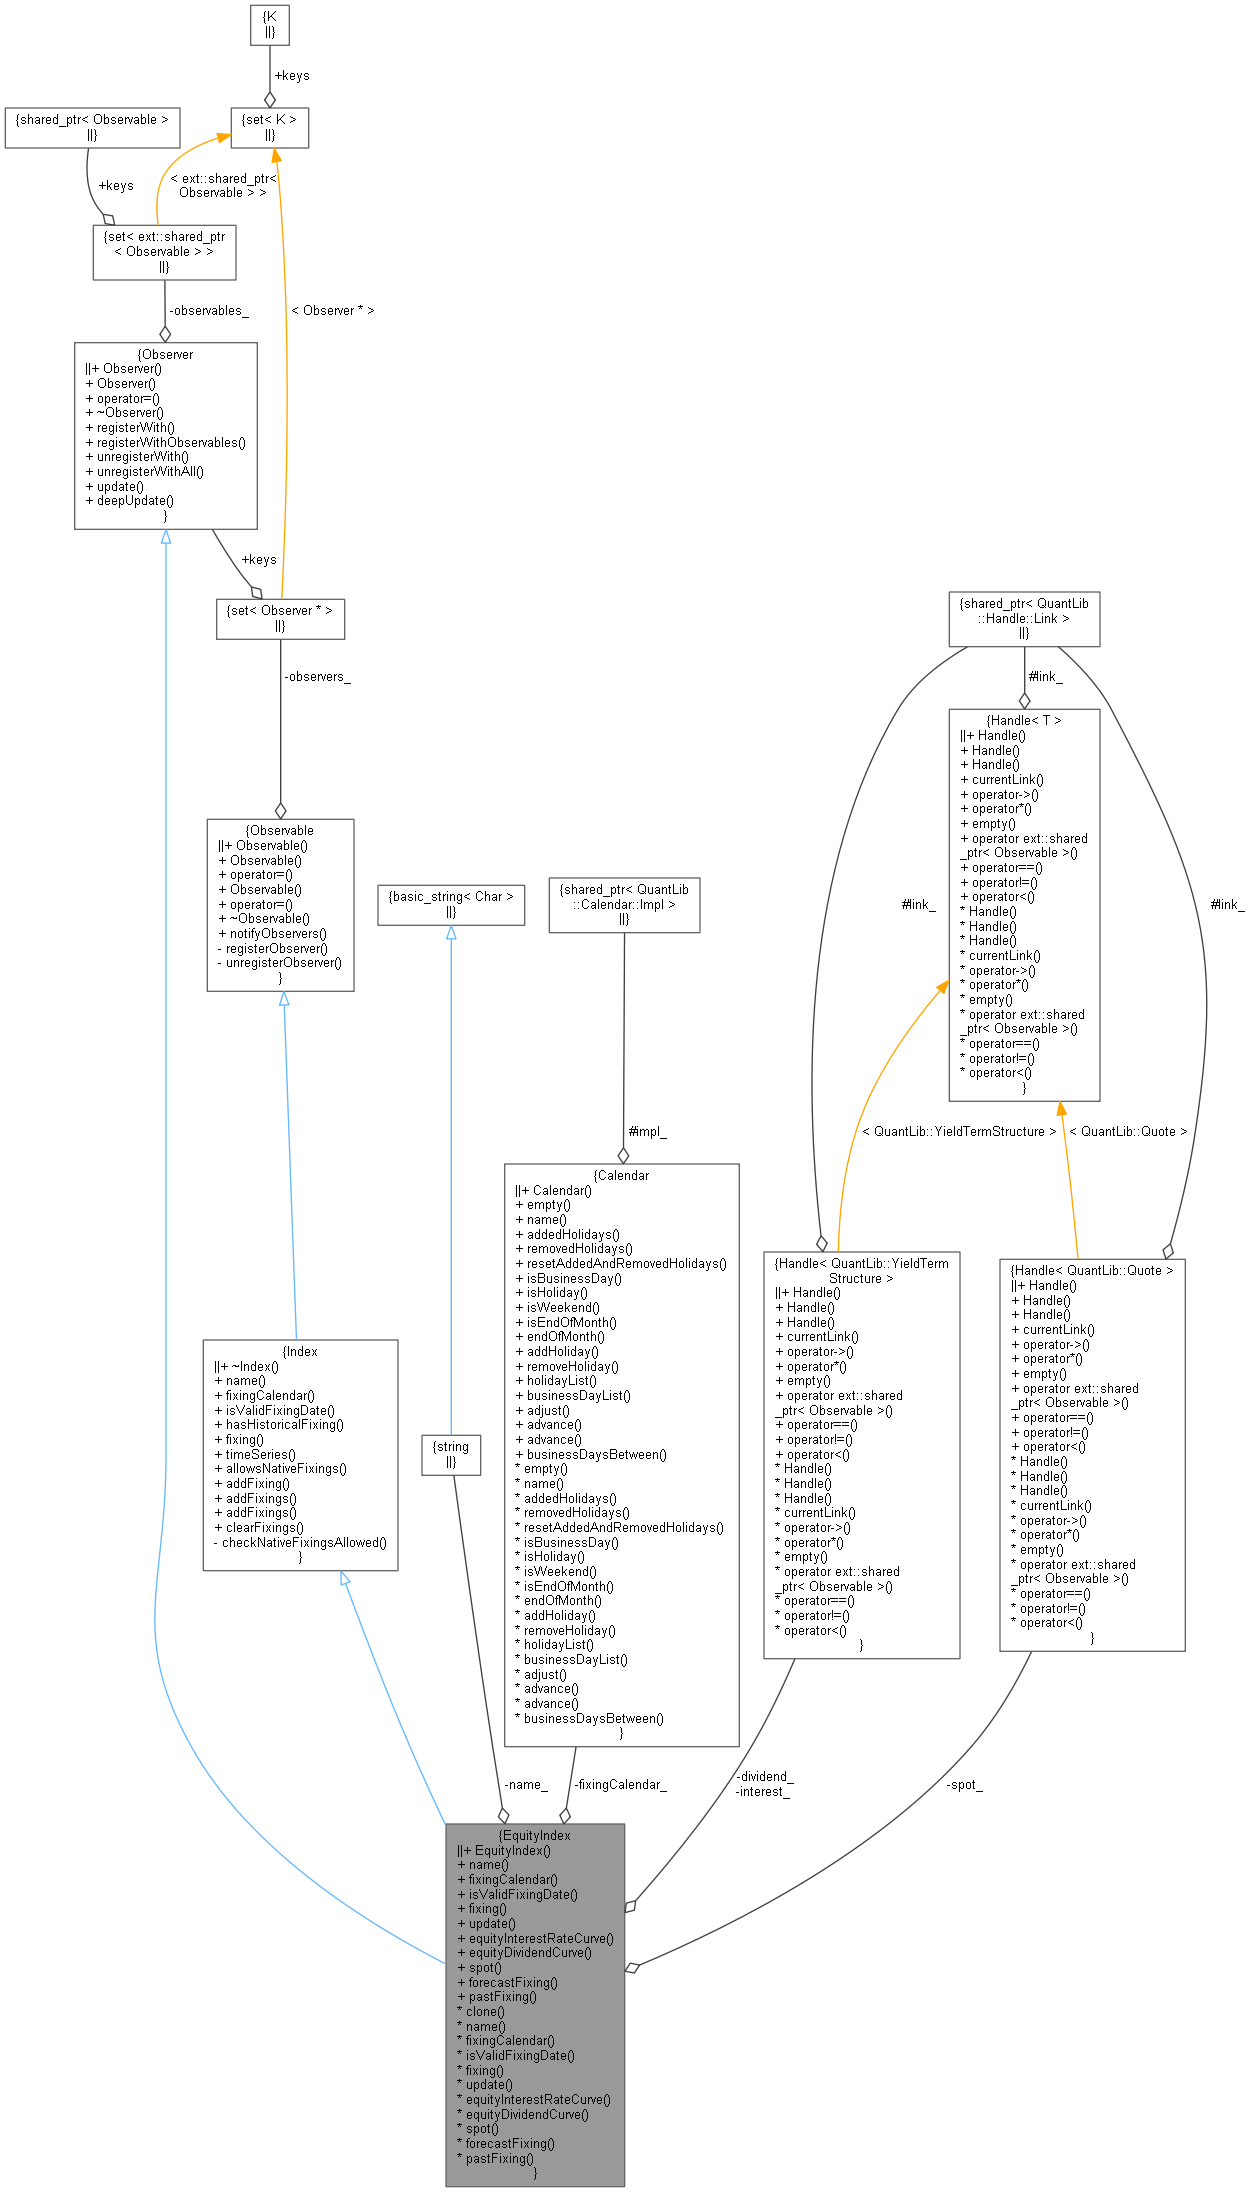 {K
||}
+keys
{shared_ptr< Observable >
||}
{set< K >
||}
+keys
< ext::shared_ptr<
Observable > >
{set< ext::shared_ptr
< Observable > >
||}
-observables_
< Observer * >
{Observer
||+ Observer()
+ Observer()
+ operator=()
+ ~Observer()
+ registerWith()
+ registerWithObservables()
+ unregisterWith()
+ unregisterWithAll()
+ update()
+ deepUpdate()
}
+keys
{set< Observer * >
||}
-observers_
{Observable
||+ Observable()
+ Observable()
+ operator=()
+ Observable()
+ operator=()
+ ~Observable()
+ notifyObservers()
- registerObserver()
- unregisterObserver()
}
{basic_string< Char >
||}
{shared_ptr< QuantLib
::Calendar::Impl >
||}
{shared_ptr< QuantLib
::Handle::Link >
||}
#link_
{Handle< T >
||+ Handle()
+ Handle()
+ Handle()
+ currentLink()
+ operator->()
+ operator*()
+ empty()
+ operator ext::shared
_ptr< Observable >()
+ operator==()
+ operator!=()
+ operator<()
* Handle()
* Handle()
* Handle()
* currentLink()
* operator->()
* operator*()
* empty()
* operator ext::shared
_ptr< Observable >()
* operator==()
* operator!=()
* operator<()
}
#link_
#link_
#impl_
< QuantLib::YieldTermStructure >
< QuantLib::Quote >
{Index
||+ ~Index()
+ name()
+ fixingCalendar()
+ isValidFixingDate()
+ hasHistoricalFixing()
+ fixing()
+ timeSeries()
+ allowsNativeFixings()
+ addFixing()
+ addFixings()
+ addFixings()
+ clearFixings()
- checkNativeFixingsAllowed()
}
{string
||}
{Calendar
||+ Calendar()
+ empty()
+ name()
+ addedHolidays()
+ removedHolidays()
+ resetAddedAndRemovedHolidays()
+ isBusinessDay()
+ isHoliday()
+ isWeekend()
+ isEndOfMonth()
+ endOfMonth()
+ addHoliday()
+ removeHoliday()
+ holidayList()
+ businessDayList()
+ adjust()
+ advance()
+ advance()
+ businessDaysBetween()
* empty()
* name()
* addedHolidays()
* removedHolidays()
* resetAddedAndRemovedHolidays()
* isBusinessDay()
* isHoliday()
* isWeekend()
* isEndOfMonth()
* endOfMonth()
* addHoliday()
* removeHoliday()
* holidayList()
* businessDayList()
* adjust()
* advance()
* advance()
* businessDaysBetween()
}
{Handle< QuantLib::YieldTerm
Structure >
||+ Handle()
+ Handle()
+ Handle()
+ currentLink()
+ operator->()
+ operator*()
+ empty()
+ operator ext::shared
_ptr< Observable >()
+ operator==()
+ operator!=()
+ operator<()
* Handle()
* Handle()
* Handle()
* currentLink()
* operator->()
* operator*()
* empty()
* operator ext::shared
_ptr< Observable >()
* operator==()
* operator!=()
* operator<()
}
{Handle< QuantLib::Quote >
||+ Handle()
+ Handle()
+ Handle()
+ currentLink()
+ operator->()
+ operator*()
+ empty()
+ operator ext::shared
_ptr< Observable >()
+ operator==()
+ operator!=()
+ operator<()
* Handle()
* Handle()
* Handle()
* currentLink()
* operator->()
* operator*()
* empty()
* operator ext::shared
_ptr< Observable >()
* operator==()
* operator!=()
* operator<()
}
-name_
-fixingCalendar_
-dividend_
-interest_
-spot_
{EquityIndex
||+ EquityIndex()
+ name()
+ fixingCalendar()
+ isValidFixingDate()
+ fixing()
+ update()
+ equityInterestRateCurve()
+ equityDividendCurve()
+ spot()
+ forecastFixing()
+ pastFixing()
* clone()
* name()
* fixingCalendar()
* isValidFixingDate()
* fixing()
* update()
* equityInterestRateCurve()
* equityDividendCurve()
* spot()
* forecastFixing()
* pastFixing()
}